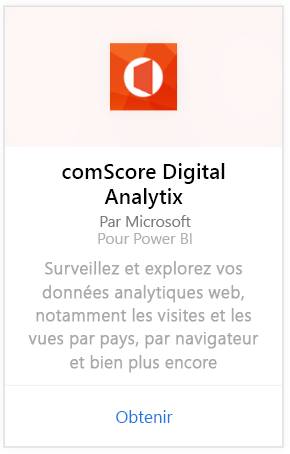 comScore Digital
Analytix
Par Microsoft
Pour Power BI
Surveillez et explorez vos
données analytiques web,
notamment les visites et les
vues par pays, par navigateur
et bien plus encore
Obtenir